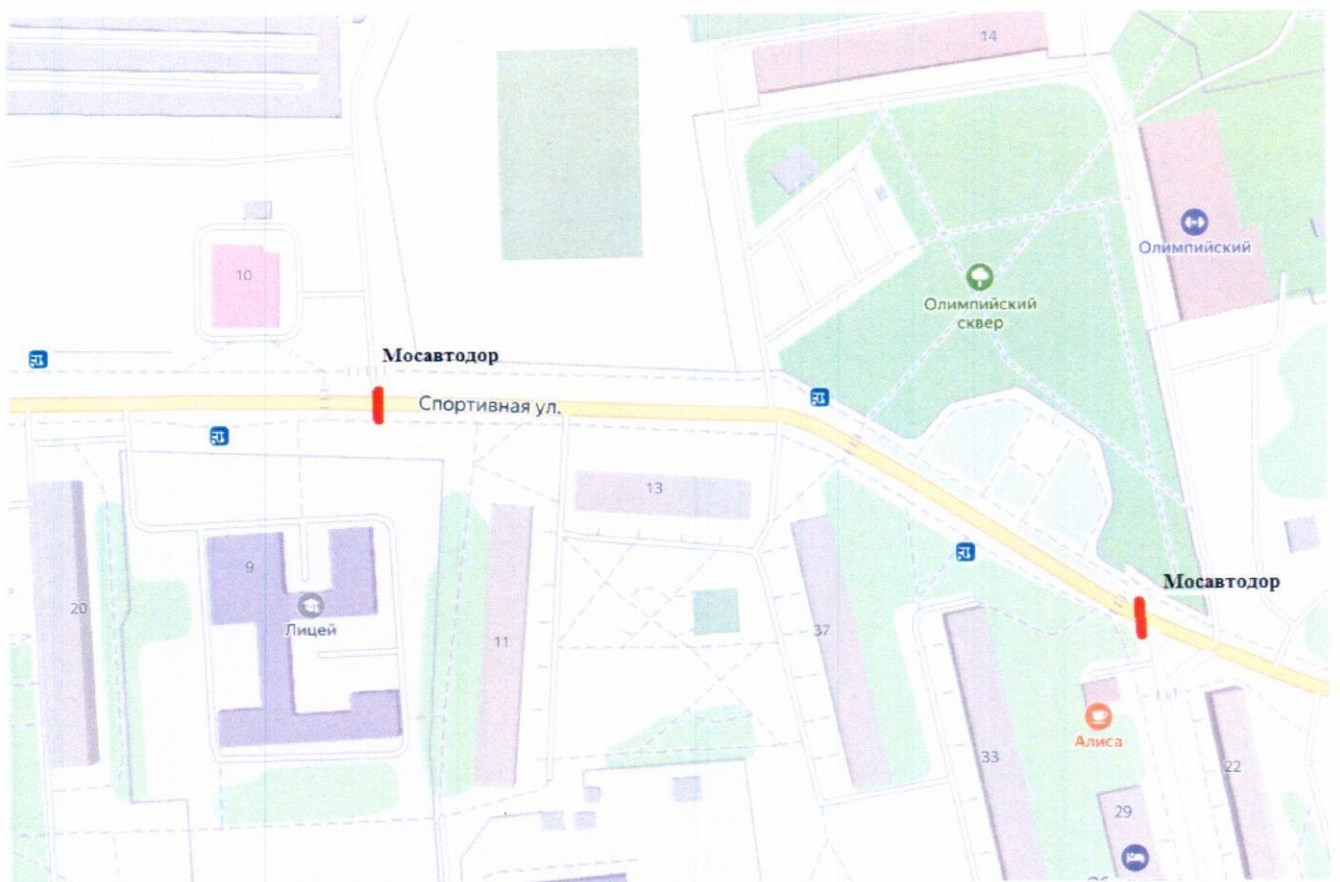 14
Олимпийский
10
Олимпийский
сквер
Мосавтодор
Спортивная ул.
13
9
Лицей
20
11
37
Мосавтодор
33
Алиса
22
29